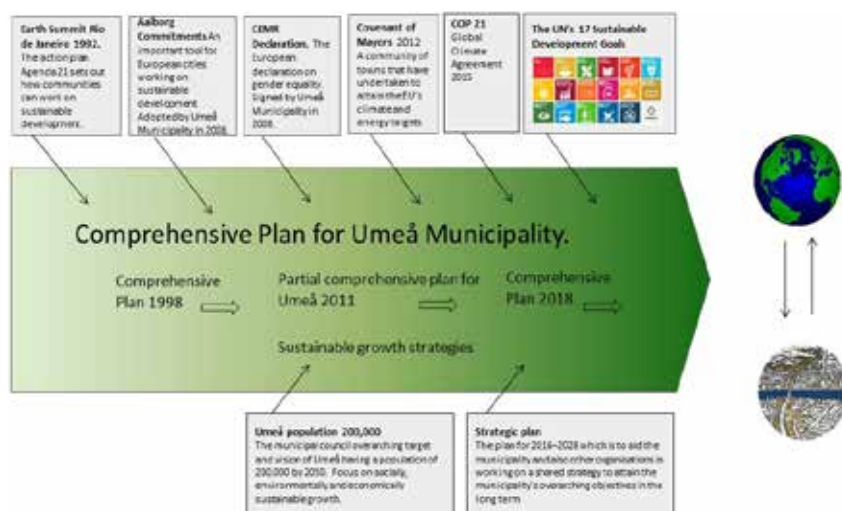 Earth Summit Rio
de Janeiro 1992.
The action plan
Agenda 21 sets out
how communities
can work on
sustainable
development.
Aalborg
Commitments An
important tool for
European cities
working on
sustainable
development
Adopted by Umeå
Municipality in 2008.
CEMR
Declaration. The
European
declaration on
gender equality.
Signed by Umeå
Municipality in
2008.
Covenant of
Mayors 2012
A community of
towns that have
undertaken to
attain the EU's
climate and
energy targets
COP 21
Global
Climate
Agreement
2015
The UN's 17 Sustainable
Development Goals
Comprehensive Plan for Umeå Municipality.
Comprehensive
Plan 1998
Partial comprehensive plan for
Umeå 2011
Comprehensive
Plan 2018
Sustainable growth strategies
Umeå population 200,000
The municipal council overarching target
and vision of Umeå having a population of
200,000 by 2050. Focus on socially,
environmentally and economically
sustainable growth.
Strategic plan
The plan for 2016–2028 which is to aid the
municipality and also other organisations in
working on a shared strategy to attain the
municipality's overarching objectives in the
long term